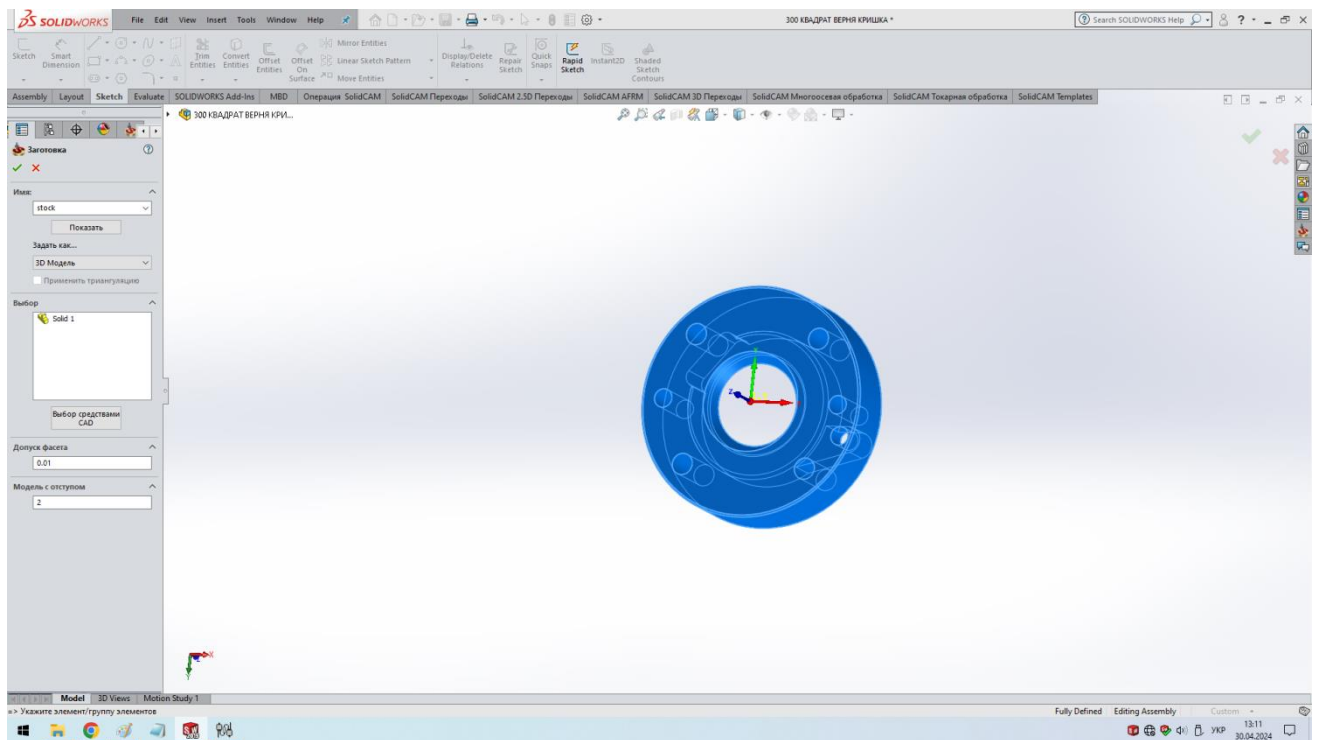 SOLIDWORKS File Edit View Insert Tools Window Help 300 КВАДРАТ ВЕРНЯ КРИШКА * Search SOLIDWORKS Help
Sketch Smart Dimension Trim Entities Convert Entities Offset Entities Offset On Surface Mirror Entities Linear Sketch Pattern Move Entities Display/Delete Relations Repair Sketch Quick Snaps Rapid Sketch Instant2D Shaded Sketch Contours
Assembly Layout Sketch Evaluate SOLIDWORKS Add-Ins MBD Операция SolidCAM SolidCAM Переходы SolidCAM 2.5D Переходы SolidCAM AFRM SolidCAM 3D Переходы SolidCAM Многоосевая обработка SolidCAM Токарная обработка SolidCAM Templates
300 КВАДРАТ ВЕРНЯ КРИ...
Заготовка
Имя:
stock
Показать
Задать как...
3D Модель
Применить триангуляцию
Выбор
Solid 1
Выбор средствами
CAD
Допуск фасета
0.01
Модель с отступом
2
Z
X
Y
Model 3D Views Motion Study 1
=> Укажите элемент/группу элементов Fully Defined Editing Assembly Custom
УКР 13:11
30.04.2024